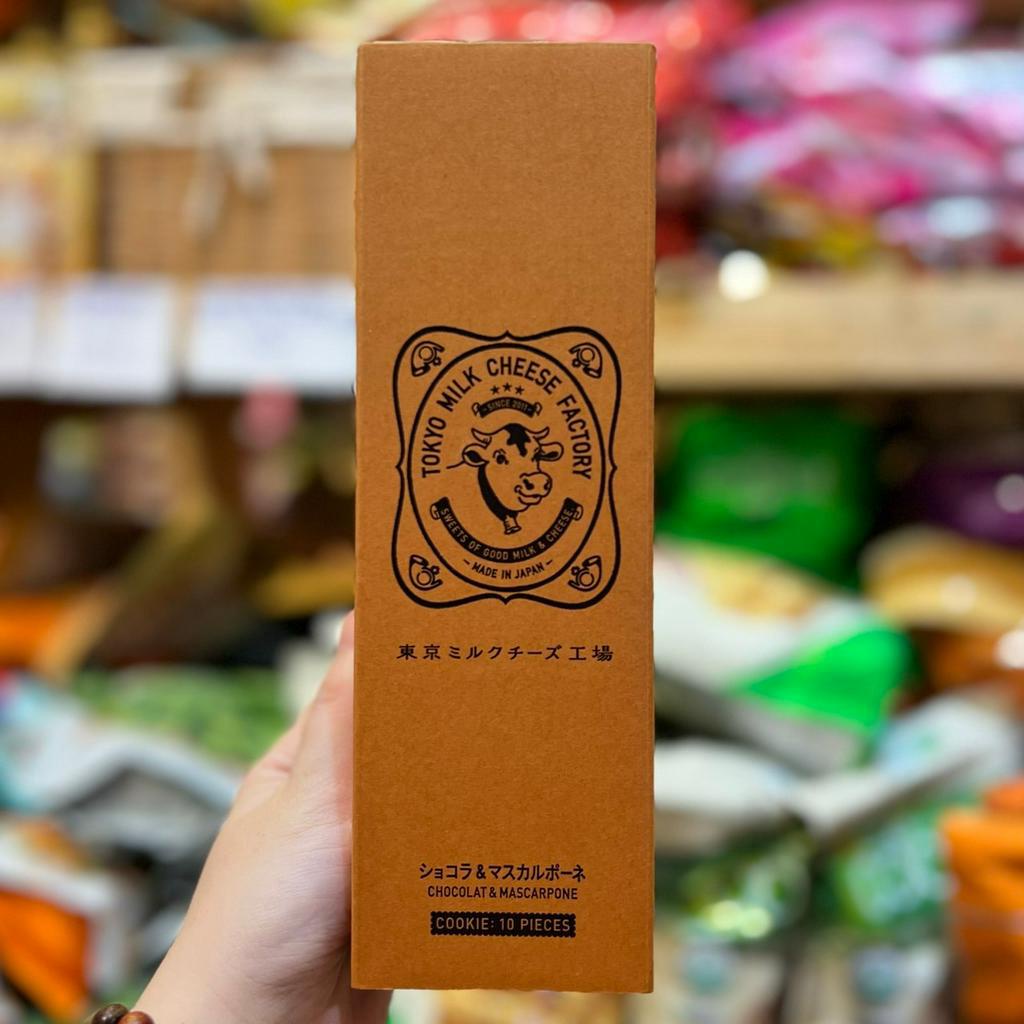 TOKYO MILK CHEESE FACTORY
SINCE 2011
SWEETS OF GOOD MILK & CHEESE.
- MADE IN JAPAN -
東京ミルクチーズ工場
ショコラ&マスカルポーネ
CHOCOLAT & MASCARPONE
COOKIE: 10 PIECES